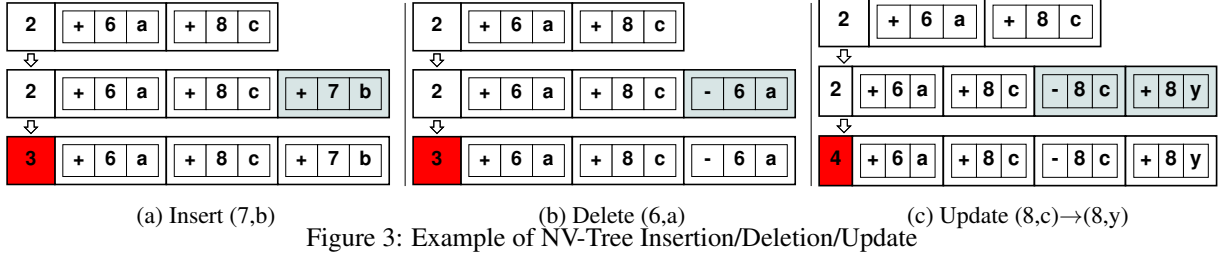 2 + 6 a + 8 c
2 + 6 a + 8 c + 7 b
3 + 6 a + 8 c + 7 b
(a) Insert (7,b)
2 + 6 a + 8 c
2 + 6 a + 8 c - 6 a
3 + 6 a + 8 c - 6 a
(b) Delete (6,a)
2 + 6 a + 8 c
2 + 6 a + 8 c - 8 c + 8 y
4 + 6 a + 8 c - 8 c + 8 y
(c) Update (8,c)→(8,y)
Figure 3: Example of NV-Tree Insertion/Deletion/Update